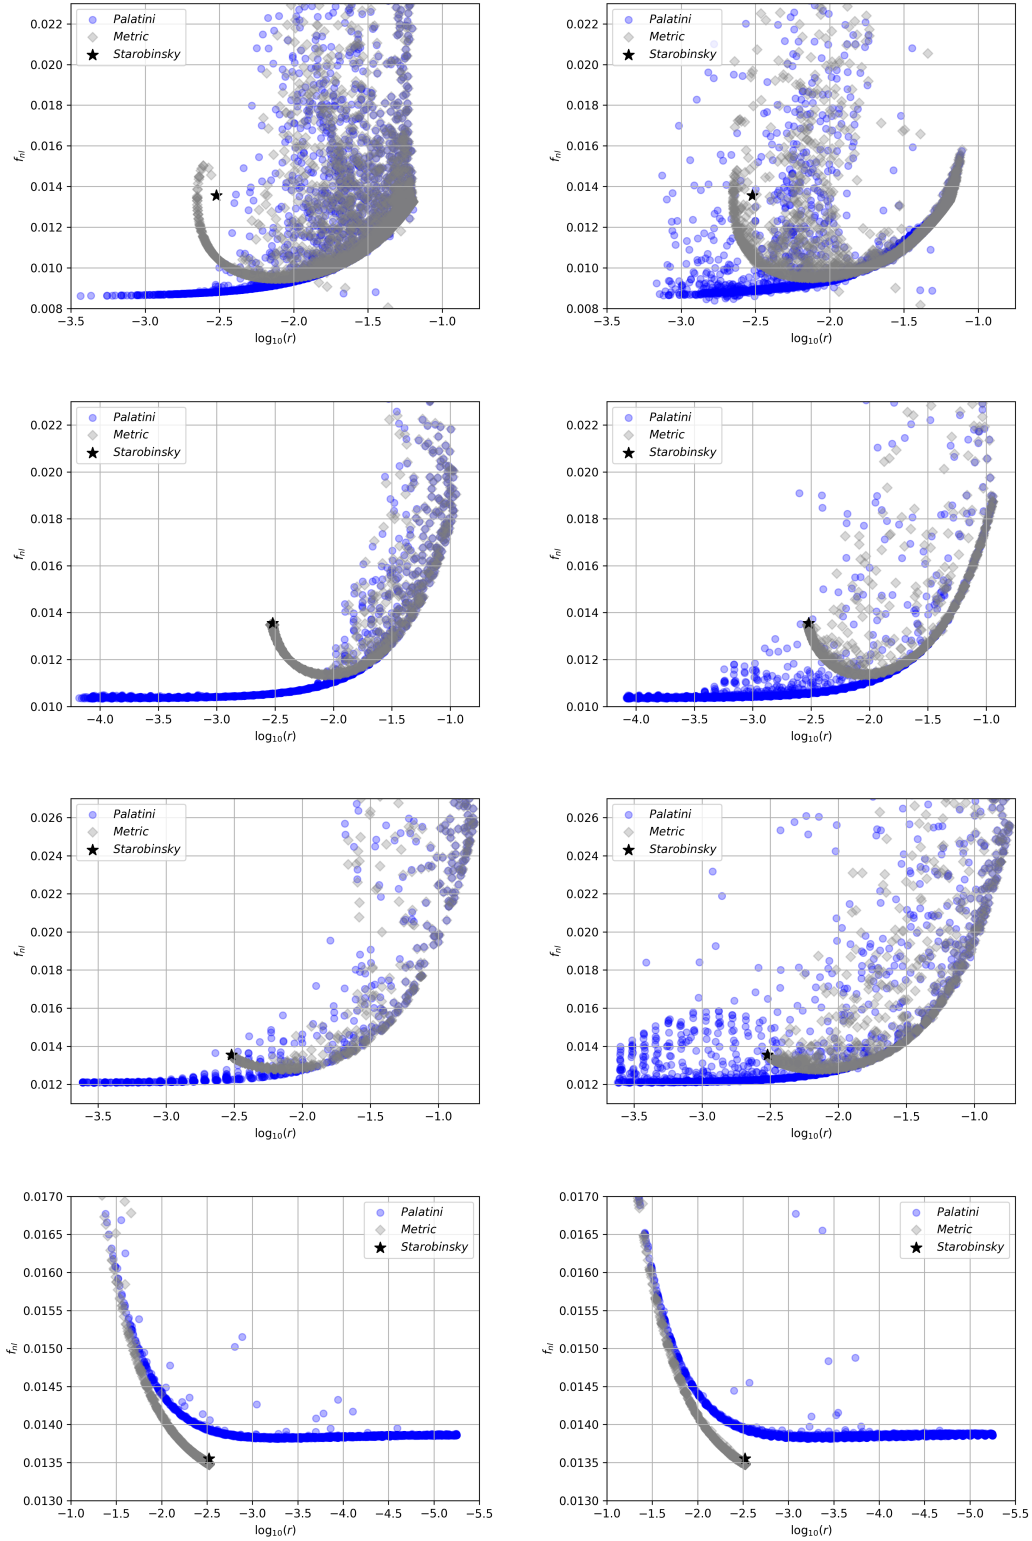 0.022
0.020
0.018
0.016
0.014
0.012
0.010
0.008
f_nl
Palatini
Metric
Starobinsky
−3.5 −3.0 −2.5 −2.0 −1.5 −1.0
log10(r)
0.022
0.020
0.018
0.016
0.014
0.012
0.010
0.008
f_nl
Palatini
Metric
Starobinsky
−3.5 −3.0 −2.5 −2.0 −1.5 −1.0
log10(r)
0.022
0.020
0.018
0.016
0.014
0.012
0.010
f_nl
Palatini
Metric
Starobinsky
−4.0 −3.5 −3.0 −2.5 −2.0 −1.5 −1.0
log10(r)
0.022
0.020
0.018
0.016
0.014
0.012
0.010
f_nl
Palatini
Metric
Starobinsky
−4.0 −3.5 −3.0 −2.5 −2.0 −1.5 −1.0
log10(r)
0.026
0.024
0.022
0.020
0.018
0.016
0.014
0.012
f_nl
Palatini
Metric
Starobinsky
−3.5 −3.0 −2.5 −2.0 −1.5 −1.0
log10(r)
0.026
0.024
0.022
0.020
0.018
0.016
0.014
0.012
f_nl
Palatini
Metric
Starobinsky
−3.5 −3.0 −2.5 −2.0 −1.5 −1.0
log10(r)
0.0170
0.0165
0.0160
0.0155
0.0150
0.0145
0.0140
0.0135
0.0130
f_nl
Palatini
Metric
Starobinsky
−1.0 −1.5 −2.0 −2.5 −3.0 −3.5 −4.0 −4.5 −5.0 −5.5
log10(r)
0.0170
0.0165
0.0160
0.0155
0.0150
0.0145
0.0140
0.0135
0.0130
f_nl
Palatini
Metric
Starobinsky
−1.0 −1.5 −2.0 −2.5 −3.0 −3.5 −4.0 −4.5 −5.0 −5.5
log10(r)